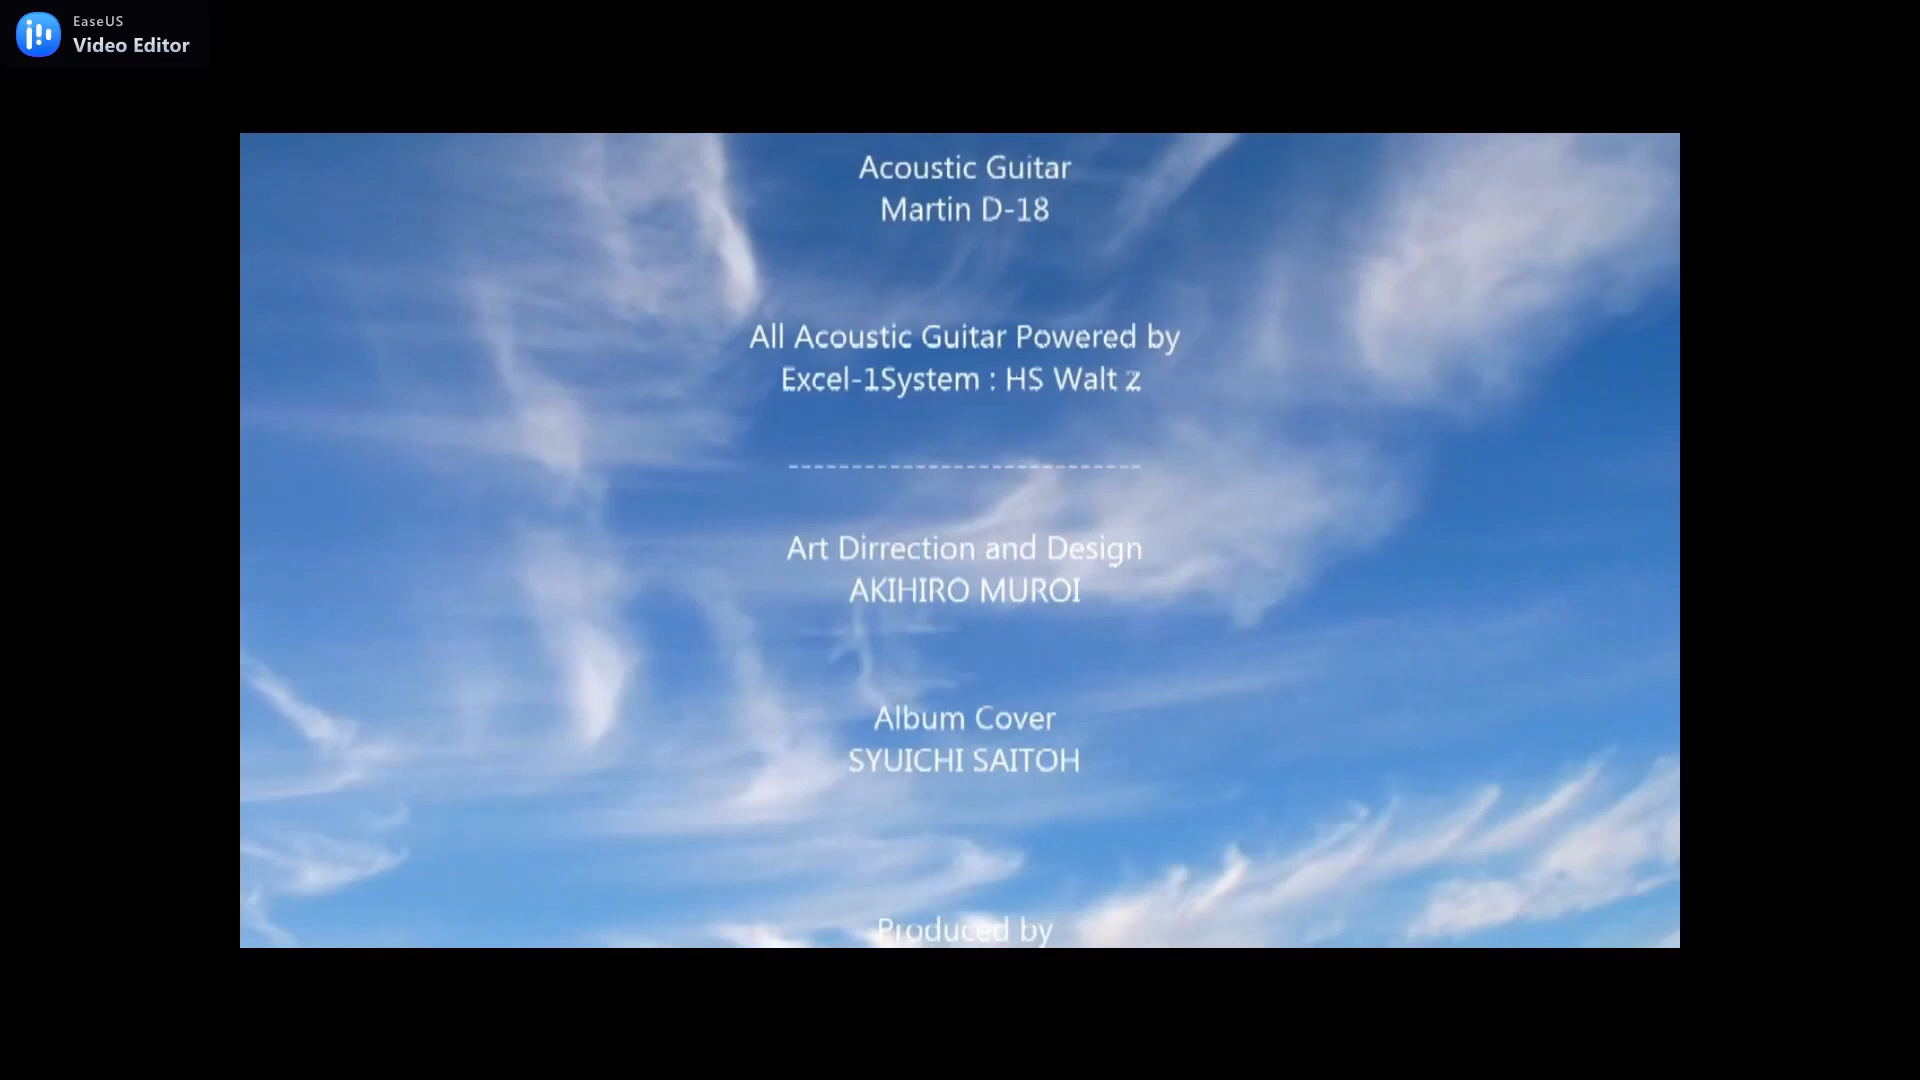 EaseUS
Video Editor
Acoustic Guitar
Martin D-18
All Acoustic Guitar Powered by
Excel-1System : HS Walt z
----------------------------
Art Dirrection and Design
AKIHIRO MUROI
Album Cover
SYUICHI SAITOH
Produced by